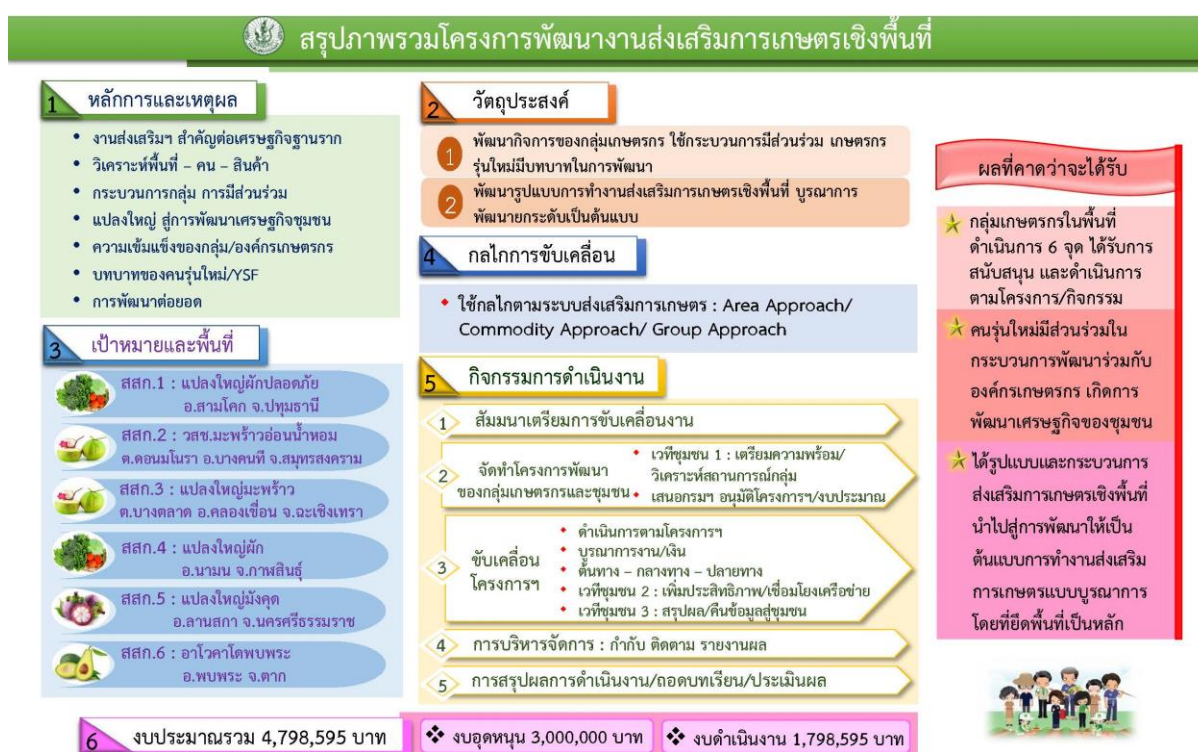 สรุปภาพรวมโครงการพัฒนางานส่งเสริมการเกษตรเชิงพื้นที่
1 หลักการและเหตุผล
• งานส่งเสริมฯ สำคัญต่อเศรษฐกิจฐานราก
• วิเคราะห์พื้นที่ – คน – สินค้า
• กระบวนการกลุ่ม การมีส่วนร่วม
• แปลงใหญ่ สู่การพัฒนาเศรษฐกิจชุมชน
• ความเข้มแข็งของกลุ่ม/องค์กรเกษตรกร
• บทบาทของคนรุ่นใหม่/YSF
• การพัฒนาต่อยอด
2 วัตถุประสงค์
1 พัฒนากิจการของกลุ่มเกษตรกร ใช้กระบวนการมีส่วนร่วม เกษตรกร
รุ่นใหม่มีบทบาทในการพัฒนา
2 พัฒนารูปแบบการทำงานส่งเสริมการเกษตรเชิงพื้นที่ บูรณาการ
พัฒนายกระดับเป็นต้นแบบ
3 เป้าหมายและพื้นที่
สสก.1 : แปลงใหญ่ผักปลอดภัย
อ.สามโคก จ.ปทุมธานี
สสก.2 : วสช.มะพร้าวอ่อนน้ำหอม
ต.ดอนมโนรา อ.บางคนที จ.สมุทรสงคราม
สสก.3 : แปลงใหญ่มะพร้าว
ต.บางตลาด อ.คลองเขื่อน จ.ฉะเชิงเทรา
สสก.4 : แปลงใหญ่ผัก
อ.นามน จ.กาฬสินธุ์
สสก.5 : แปลงใหญ่มังคุด
อ.ลานสกา จ.นครศรีธรรมราช
สสก.6 : อาโวคาโดพบพระ
อ.พบพระ จ.ตาก
4 กลไกการขับเคลื่อน
♦ ใช้กลไกตามระบบส่งเสริมการเกษตร : Area Approach/
Commodity Approach/ Group Approach
5 กิจกรรมการดำเนินงาน
1 สัมมนาเตรียมการขับเคลื่อนงาน
2 จัดทำโครงการพัฒนา
ของกลุ่มเกษตรกรและชุมชน
♦ เวทีชุมชน 1 : เตรียมความพร้อม/
วิเคราะห์สถานการณ์กลุ่ม
♦ เสนอกรมฯ อนุมัติโครงการฯ/งบประมาณ
3 ขับเคลื่อน
โครงการฯ
♦ ดำเนินการตามโครงการฯ
♦ บูรณาการงาน/เงิน
♦ ต้นทาง – กลางทาง – ปลายทาง
♦ เวทีชุมชน 2 : เพิ่มประสิทธิภาพ/เชื่อมโยงเครือข่าย
♦ เวทีชุมชน 3 : สรุปผล/คืนข้อมูลสู่ชุมชน
4 การบริหารจัดการ : กำกับ ติดตาม รายงานผล
5 การสรุปผลการดำเนินงาน/ถอดบทเรียน/ประเมินผล
ผลที่คาดว่าจะได้รับ
กลุ่มเกษตรกรในพื้นที่
ดำเนินการ 6 จุด ได้รับการ
สนับสนุน และดำเนินการ
ตามโครงการ/กิจกรรม
คนรุ่นใหม่มีส่วนร่วมใน
กระบวนการพัฒนาร่วมกับ
องค์กรเกษตรกร เกิดการ
พัฒนาเศรษฐกิจของชุมชน
ได้รูปแบบและกระบวนการ
ส่งเสริมการเกษตรเชิงพื้นที่
นำไปสู่การพัฒนาให้เป็น
ต้นแบบการทำงานส่งเสริม
การเกษตรแบบบูรณาการ
โดยที่ยึดพื้นที่เป็นหลัก
6 งบประมาณรวม 4,798,595 บาท
❖ งบอุดหนุน 3,000,000 บาท
❖ งบดำเนินงาน 1,798,595 บาท